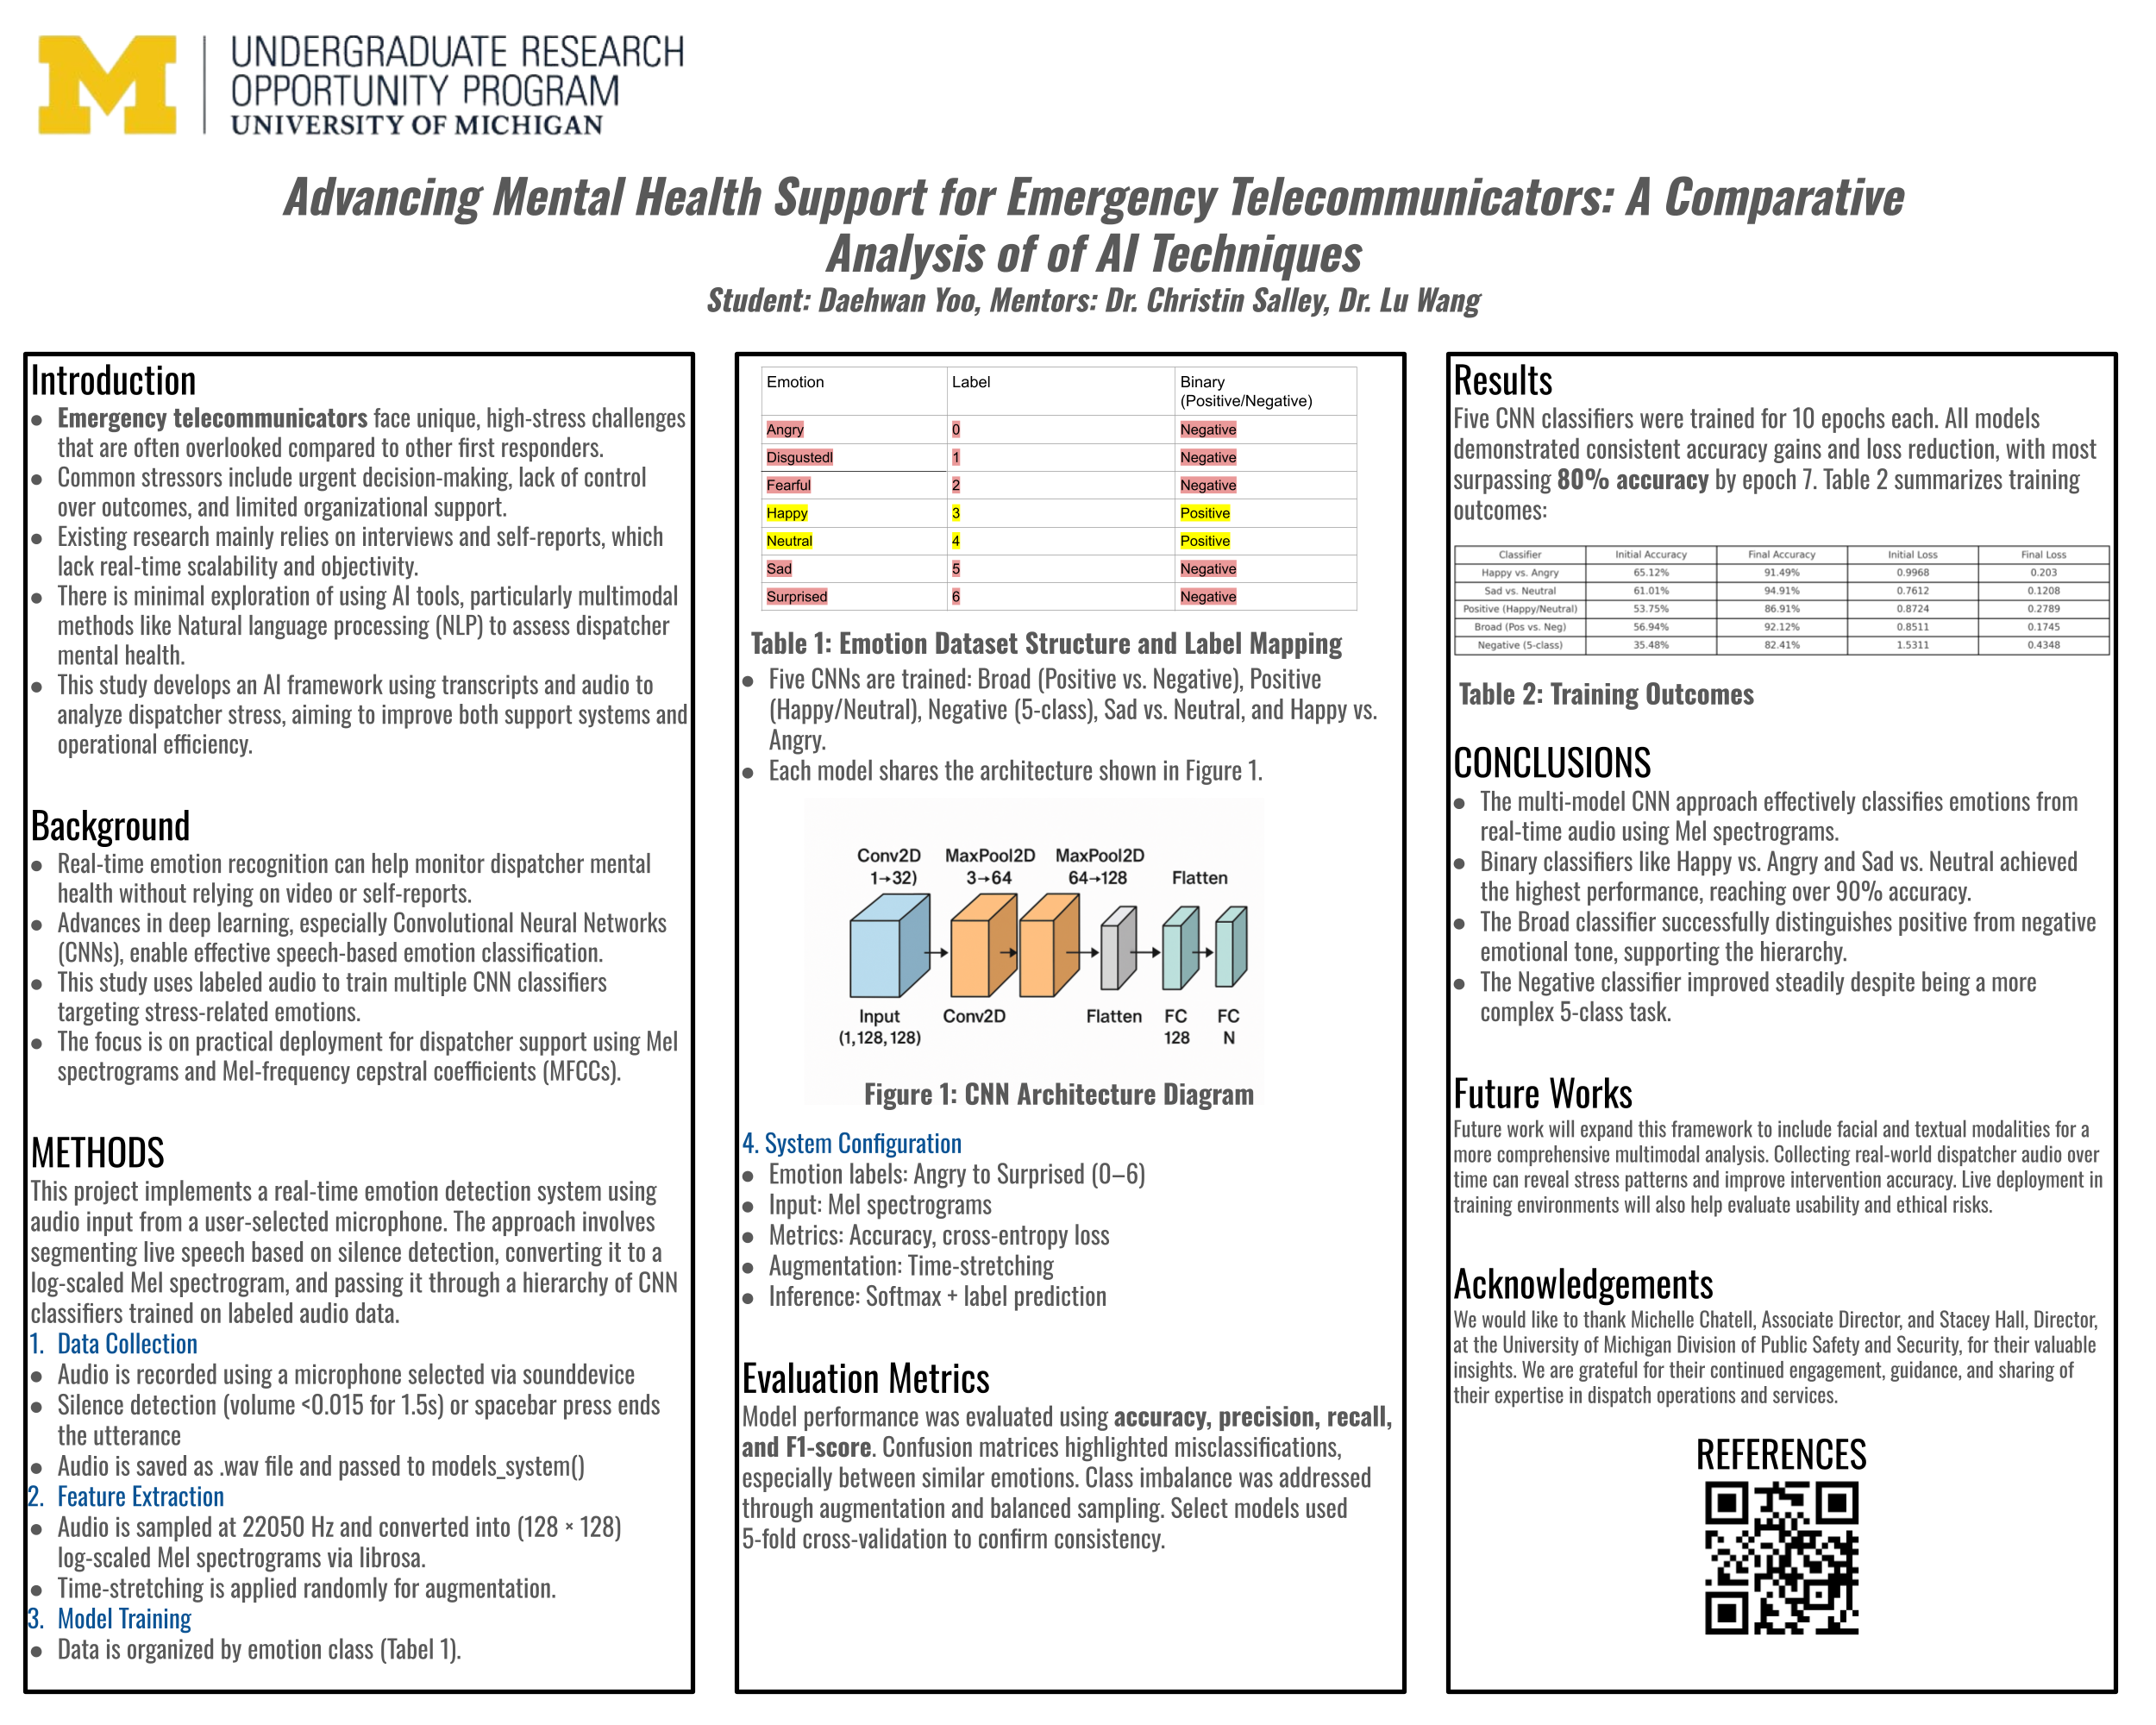 UNDERGRADUATE RESEARCH
OPPORTUNITY PROGRAM
UNIVERSITY OF MICHIGAN
Advancing Mental Health Support for Emergency Telecommunicators: A Comparative
Analysis of of AI Techniques
Student: Daehwan Yoo, Mentors: Dr. Christin Salley, Dr. Lu Wang
Introduction
● Emergency telecommunicators face unique, high-stress challenges
that are often overlooked compared to other first responders.
● Common stressors include urgent decision-making, lack of control
over outcomes, and limited organizational support.
● Existing research mainly relies on interviews and self-reports, which
lack real-time scalability and objectivity.
● There is minimal exploration of using AI tools, particularly multimodal
methods like Natural language processing (NLP) to assess dispatcher
mental health.
● This study develops an AI framework using transcripts and audio to
analyze dispatcher stress, aiming to improve both support systems and
operational efficiency.
Background
● Real-time emotion recognition can help monitor dispatcher mental
health without relying on video or self-reports.
● Advances in deep learning, especially Convolutional Neural Networks
(CNNs), enable effective speech-based emotion classification.
● This study uses labeled audio to train multiple CNN classifiers
targeting stress-related emotions.
● The focus is on practical deployment for dispatcher support using Mel
spectrograms and Mel-frequency cepstral coefficients (MFCCs).
METHODS
This project implements a real-time emotion detection system using
audio input from a user-selected microphone. The approach involves
segmenting live speech based on silence detection, converting it to a
log-scaled Mel spectrogram, and passing it through a hierarchy of CNN
classifiers trained on labeled audio data.
1. Data Collection
● Audio is recorded using a microphone selected via sounddevice
● Silence detection (volume <0.015 for 1.5s) or spacebar press ends
the utterance
● Audio is saved as .wav file and passed to models_system()
2. Feature Extraction
● Audio is sampled at 22050 Hz and converted into (128 × 128)
log-scaled Mel spectrograms via librosa.
● Time-stretching is applied randomly for augmentation.
3. Model Training
● Data is organized by emotion class (Tabel 1).
Emotion Label Binary
(Positive/Negative)
Angry 0 Negative
Disgustedl 1 Negative
Fearful 2 Negative
Happy 3 Positive
Neutral 4 Positive
Sad 5 Negative
Surprised 6 Negative
Table 1: Emotion Dataset Structure and Label Mapping
● Five CNNs are trained: Broad (Positive vs. Negative), Positive
(Happy/Neutral), Negative (5-class), Sad vs. Neutral, and Happy vs.
Angry.
● Each model shares the architecture shown in Figure 1.
Conv2D MaxPool2D MaxPool2D
1→32) 3→64 64→128 Flatten
Input Conv2D Flatten FC FC
(1,128,128) 128 N
Figure 1: CNN Architecture Diagram
4. System Configuration
● Emotion labels: Angry to Surprised (0–6)
● Input: Mel spectrograms
● Metrics: Accuracy, cross-entropy loss
● Augmentation: Time-stretching
● Inference: Softmax + label prediction
Evaluation Metrics
Model performance was evaluated using accuracy, precision, recall,
and F1-score. Confusion matrices highlighted misclassifications,
especially between similar emotions. Class imbalance was addressed
through augmentation and balanced sampling. Select models used
5-fold cross-validation to confirm consistency.
Results
Five CNN classifiers were trained for 10 epochs each. All models
demonstrated consistent accuracy gains and loss reduction, with most
surpassing 80% accuracy by epoch 7. Table 2 summarizes training
outcomes:
Classifier Initial Accuracy Final Accuracy Initial Loss Final Loss
Happy vs. Angry 65.12% 91.49% 0.9968 0.203
Sad vs. Neutral 61.01% 94.91% 0.7612 0.1208
Positive (Happy/Neutral) 53.75% 86.91% 0.8724 0.2789
Broad (Pos vs. Neg) 56.94% 92.12% 0.8511 0.1745
Negative (5-class) 35.48% 82.41% 1.5311 0.4348
Table 2: Training Outcomes
CONCLUSIONS
● The multi-model CNN approach effectively classifies emotions from
real-time audio using Mel spectrograms.
● Binary classifiers like Happy vs. Angry and Sad vs. Neutral achieved
the highest performance, reaching over 90% accuracy.
● The Broad classifier successfully distinguishes positive from negative
emotional tone, supporting the hierarchy.
● The Negative classifier improved steadily despite being a more
complex 5-class task.
Future Works
Future work will expand this framework to include facial and textual modalities for a
more comprehensive multimodal analysis. Collecting real-world dispatcher audio over
time can reveal stress patterns and improve intervention accuracy. Live deployment in
training environments will also help evaluate usability and ethical risks.
Acknowledgements
We would like to thank Michelle Chatell, Associate Director, and Stacey Hall, Director,
at the University of Michigan Division of Public Safety and Security, for their valuable
insights. We are grateful for their continued engagement, guidance, and sharing of
their expertise in dispatch operations and services.
REFERENCES